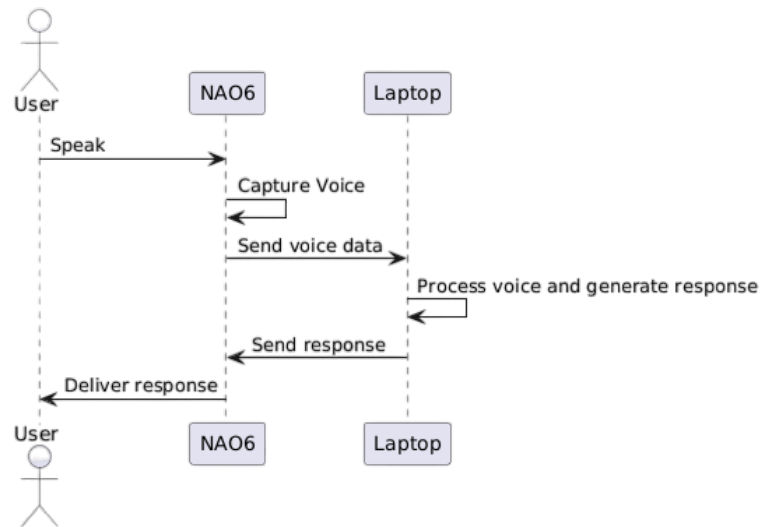 User
NAO6
Laptop
Speak
Capture Voice
Send voice data
Process voice and generate response
Send response
Deliver response
User
NAO6
Laptop